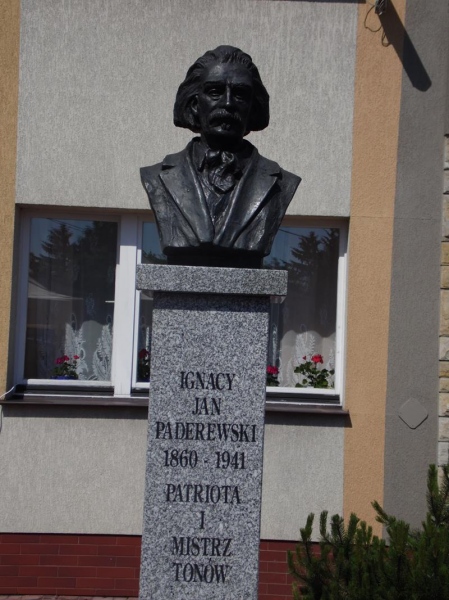 IGNACY
JAN
PADEREWSKI
1860 - 1941
PATRIOTA
I
MISTRZ
TONÓW